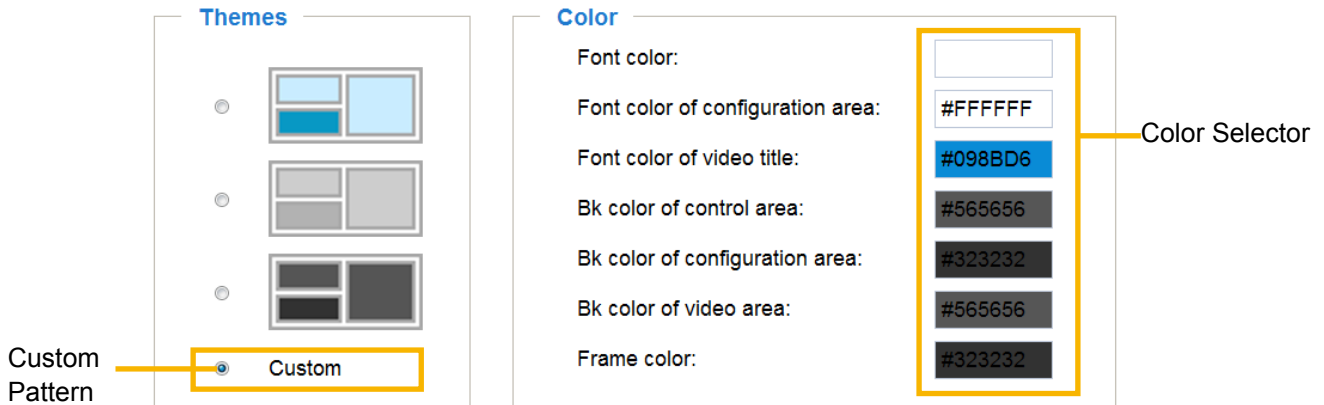 Themes
Custom
Custom
Pattern
Color
Font color:
Font color of configuration area: #FFFFFF
Font color of video title: #098BD6
Bk color of control area: #565656
Bk color of configuration area: #323232
Bk color of video area: #565656
Frame color: #323232
Color Selector